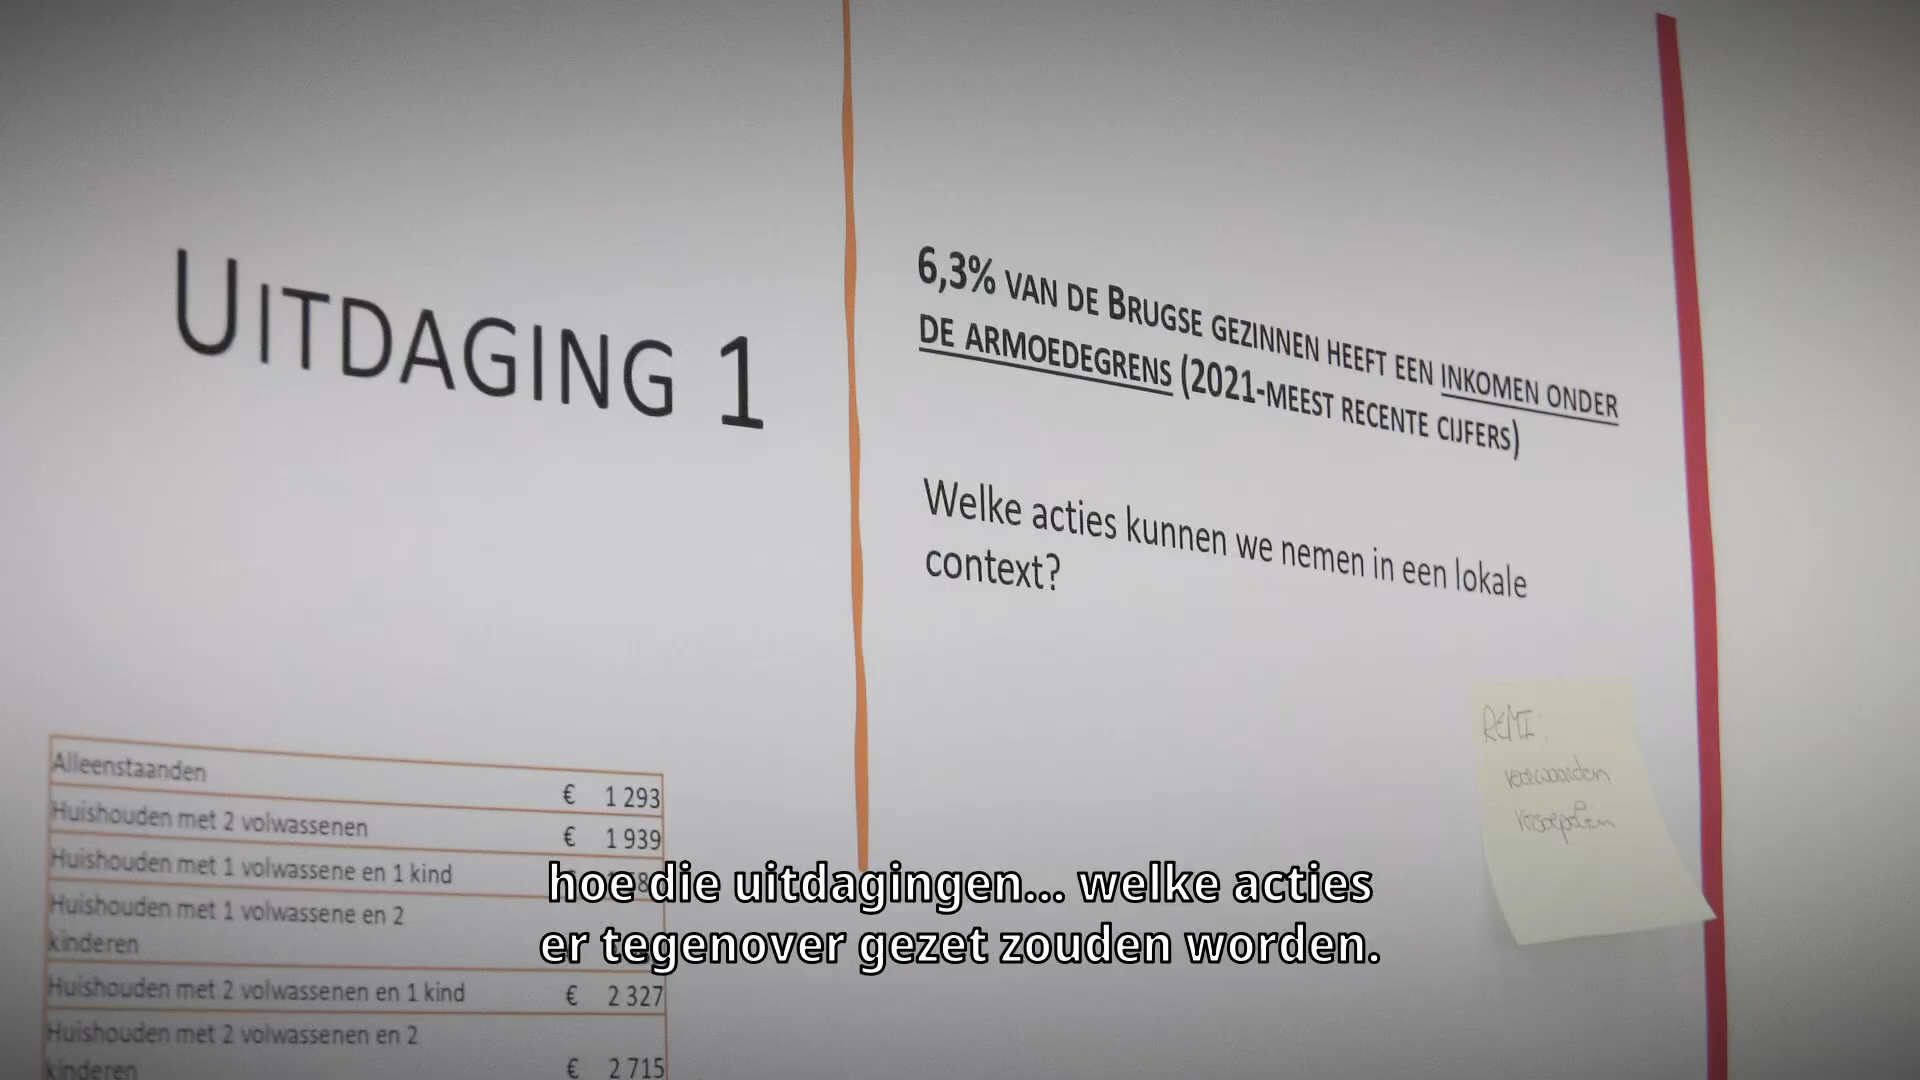 UITDAGING 1
6,3% VAN DE BRUGSE GEZINNEN HEEFT EEN INKOMEN ONDER
DE ARMOEDEGRENS (2021-MEEST RECENTE CIJFERS)
Welke acties kunnen we nemen in een lokale
context?
REMI:
voorwaarden
versoepelen
Alleenstaanden € 1 293
Huishouden met 2 volwassenen € 1 939
Huishouden met 1 volwassene en 1 kind
Huishouden met 1 volwassene en 2
kinderen
Huishouden met 2 volwassenen en 1 kind € 2 327
Huishouden met 2 volwassenen en 2
kinderen € 2 715
hoe die uitdagingen... welke acties
er tegenover gezet zouden worden.